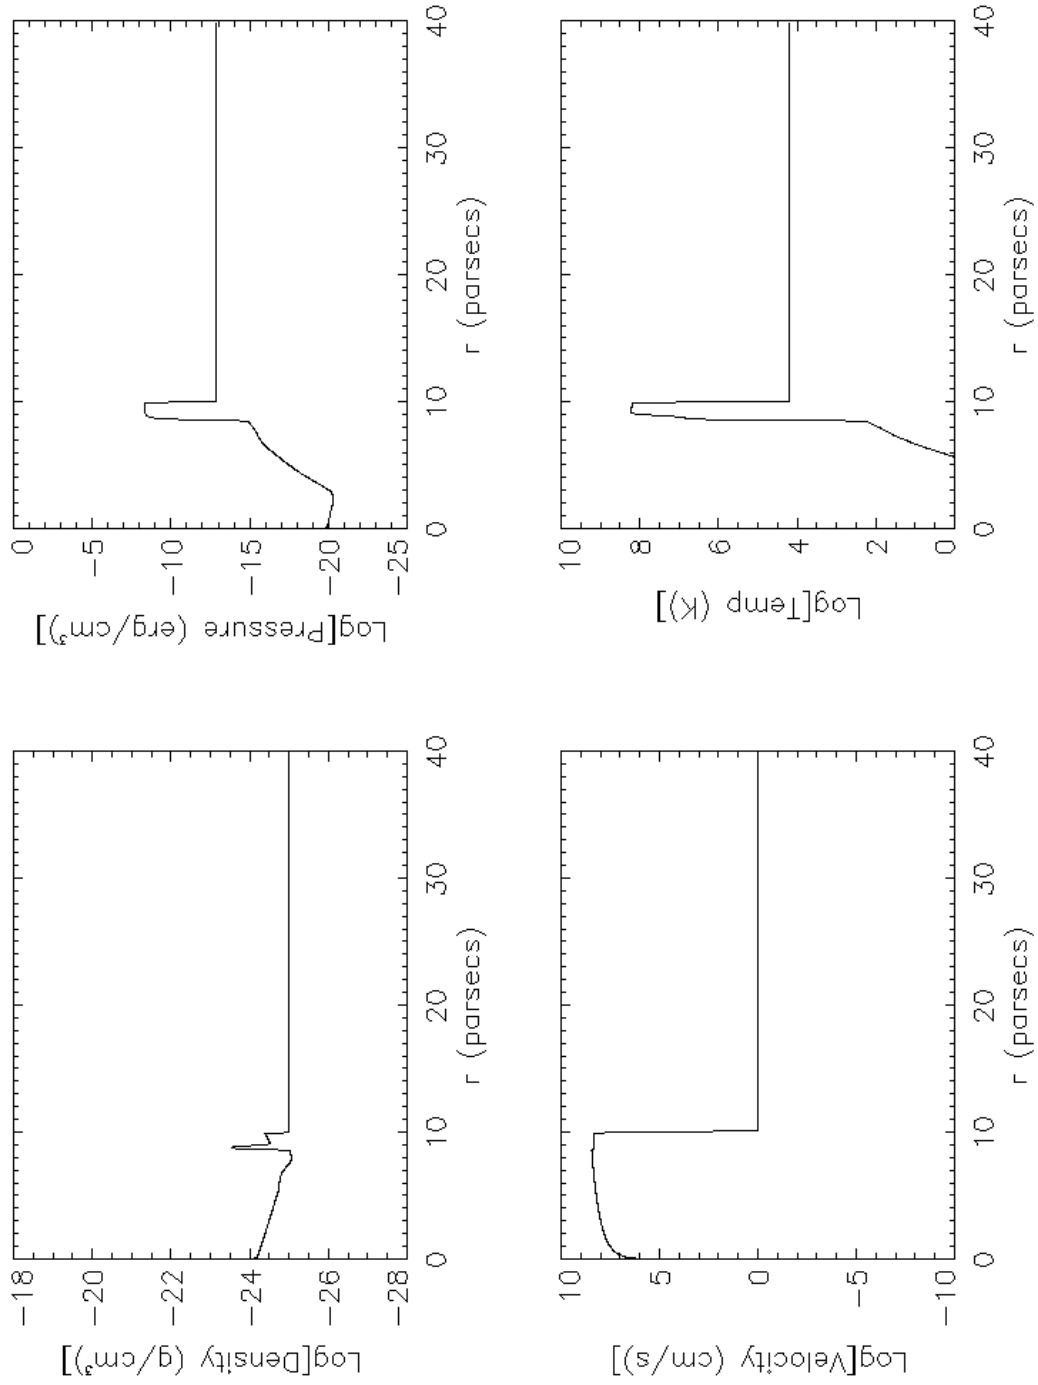 Log[Density (g/cm³)]
-18
-20
-22
-24
-26
-28
0 10 20 30 40
r (parsecs)
Log[Pressure (erg/cm³)]
0
-5
-10
-15
-20
-25
0 10 20 30 40
r (parsecs)
Log[Velocity (cm/s)]
10
5
0
-5
-10
0 10 20 30 40
r (parsecs)
Log[Temp (K)]
10
8
6
4
2
0
0 10 20 30 40
r (parsecs)